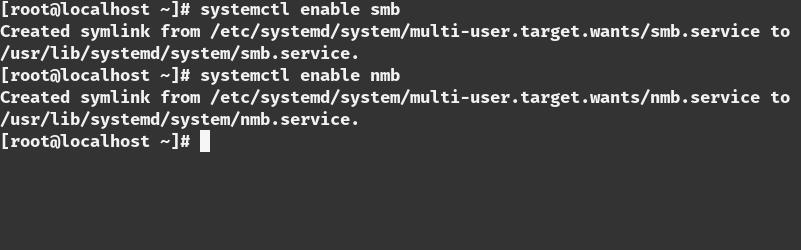 [root@localhost ~]# systemctl enable smb
Created symlink from /etc/systemd/system/multi-user.target.wants/smb.service to
/usr/lib/systemd/system/smb.service.
[root@localhost ~]# systemctl enable nmb
Created symlink from /etc/systemd/system/multi-user.target.wants/nmb.service to
/usr/lib/systemd/system/nmb.service.
[root@localhost ~]#